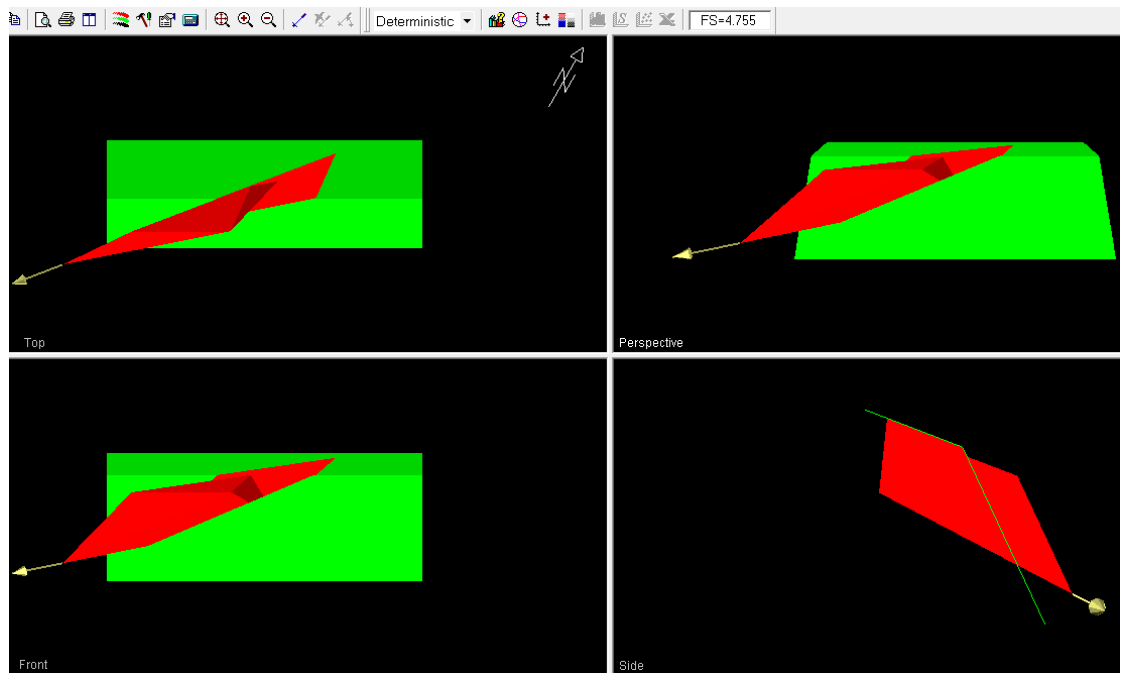 Deterministic FS=4.755
N
Top
Perspective
Front
Side